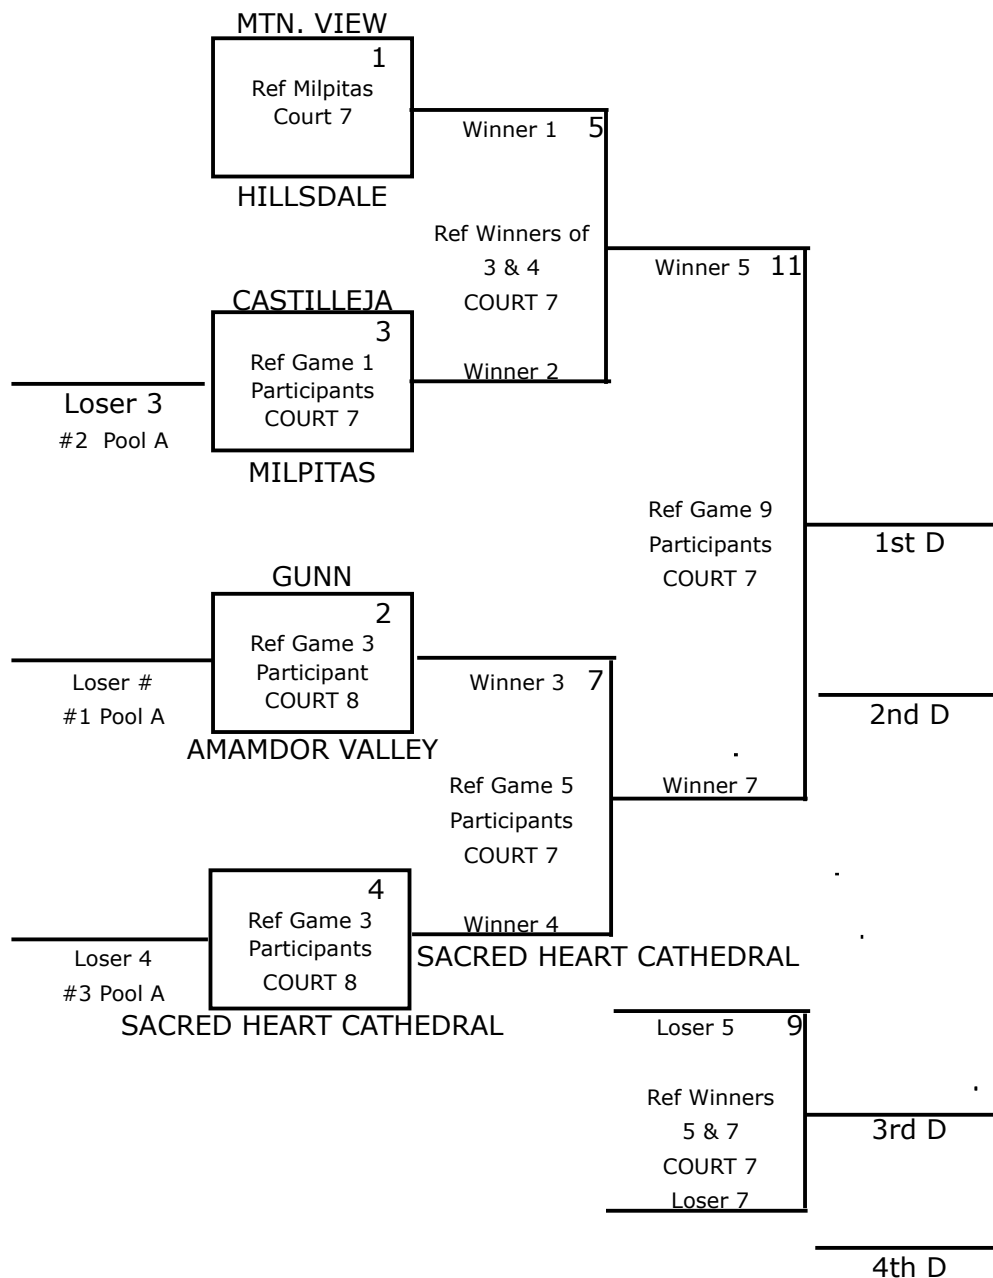 MTN. VIEW
1
Ref Milpitas
Court 7
HILLSDALE
Winner 1 5
Ref Winners of
3 & 4
COURT 7
Winner 2
CASTILLEJA
3
Ref Game 1
Participants
COURT 7
MILPITAS
Loser 3
#2 Pool A
Winner 5 11
Ref Game 9
Participants
COURT 7
Winner 7
1st D
2nd D
GUNN
2
Ref Game 3
Participant
COURT 8
AMAMDOR VALLEY
Loser #
#1 Pool A
Winner 3 7
Ref Game 5
Participants
COURT 7
Winner 4
SACRED HEART CATHEDRAL
4
Ref Game 3
Participants
COURT 8
SACRED HEART CATHEDRAL
Loser 4
#3 Pool A
Loser 5 9
Ref Winners
5 & 7
COURT 7
Loser 7
3rd D
4th D